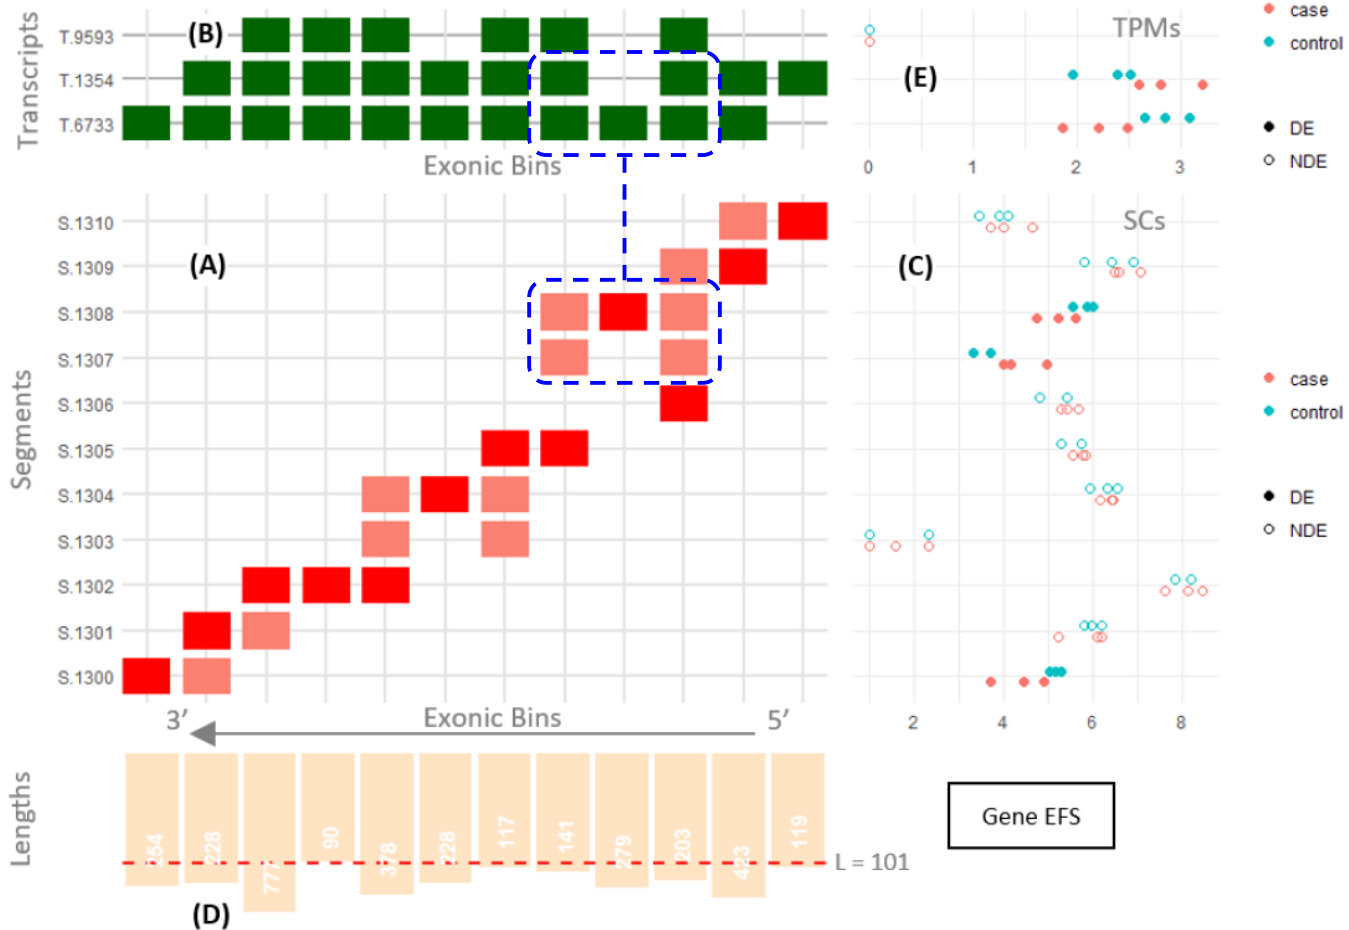 Transcripts
T.9593
T.1354
T.6733
(B)
Exonic Bins
TPMs
(E)
0
1
2
3
case
control
DE
NDE
Segments
S.1310
S.1309
S.1308
S.1307
S.1306
S.1305
S.1304
S.1303
S.1302
S.1301
S.1300
(A)
SCs
(C)
2
4
6
8
case
control
DE
NDE
3’
Exonic Bins
5’
Lengths
254
228
777
90
378
228
117
141
279
203
423
119
L = 101
(D)
Gene EFS